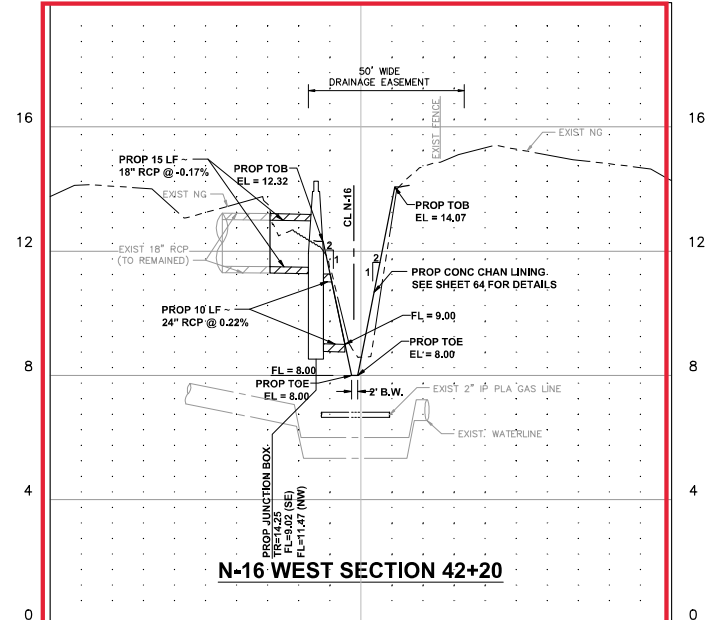 50' WIDE
DRAINAGE EASEMENT
16
16
EXIST FENCE
EXIST NG
PROP 15 LF
18" RCP @ -0.17%
PROP TOB
EL = 12.32
CL N-16
EXIST NG
PROP TOB
EL = 14.07
12
12
2
1
2
1
EXIST 18" RCP
(TO REMAINED)
PROP CONC CHAN LINING.
SEE SHEET 64 FOR DETAILS
PROP 10 LF
24" RCP @ 0.22%
FL = 9.00
PROP TOE
EL = 8.00
8
8
FL = 8.00
PROP TOE
EL = 8.00
2' B.W.
EXIST 2" IP PLA GAS LINE
EXIST. WATERLINE
4
4
PROP JUNCTION BOX
TR=14.25
FL=9.02 (SE)
FL=11.47 (NW)
N-16 WEST SECTION 42+20
0
0